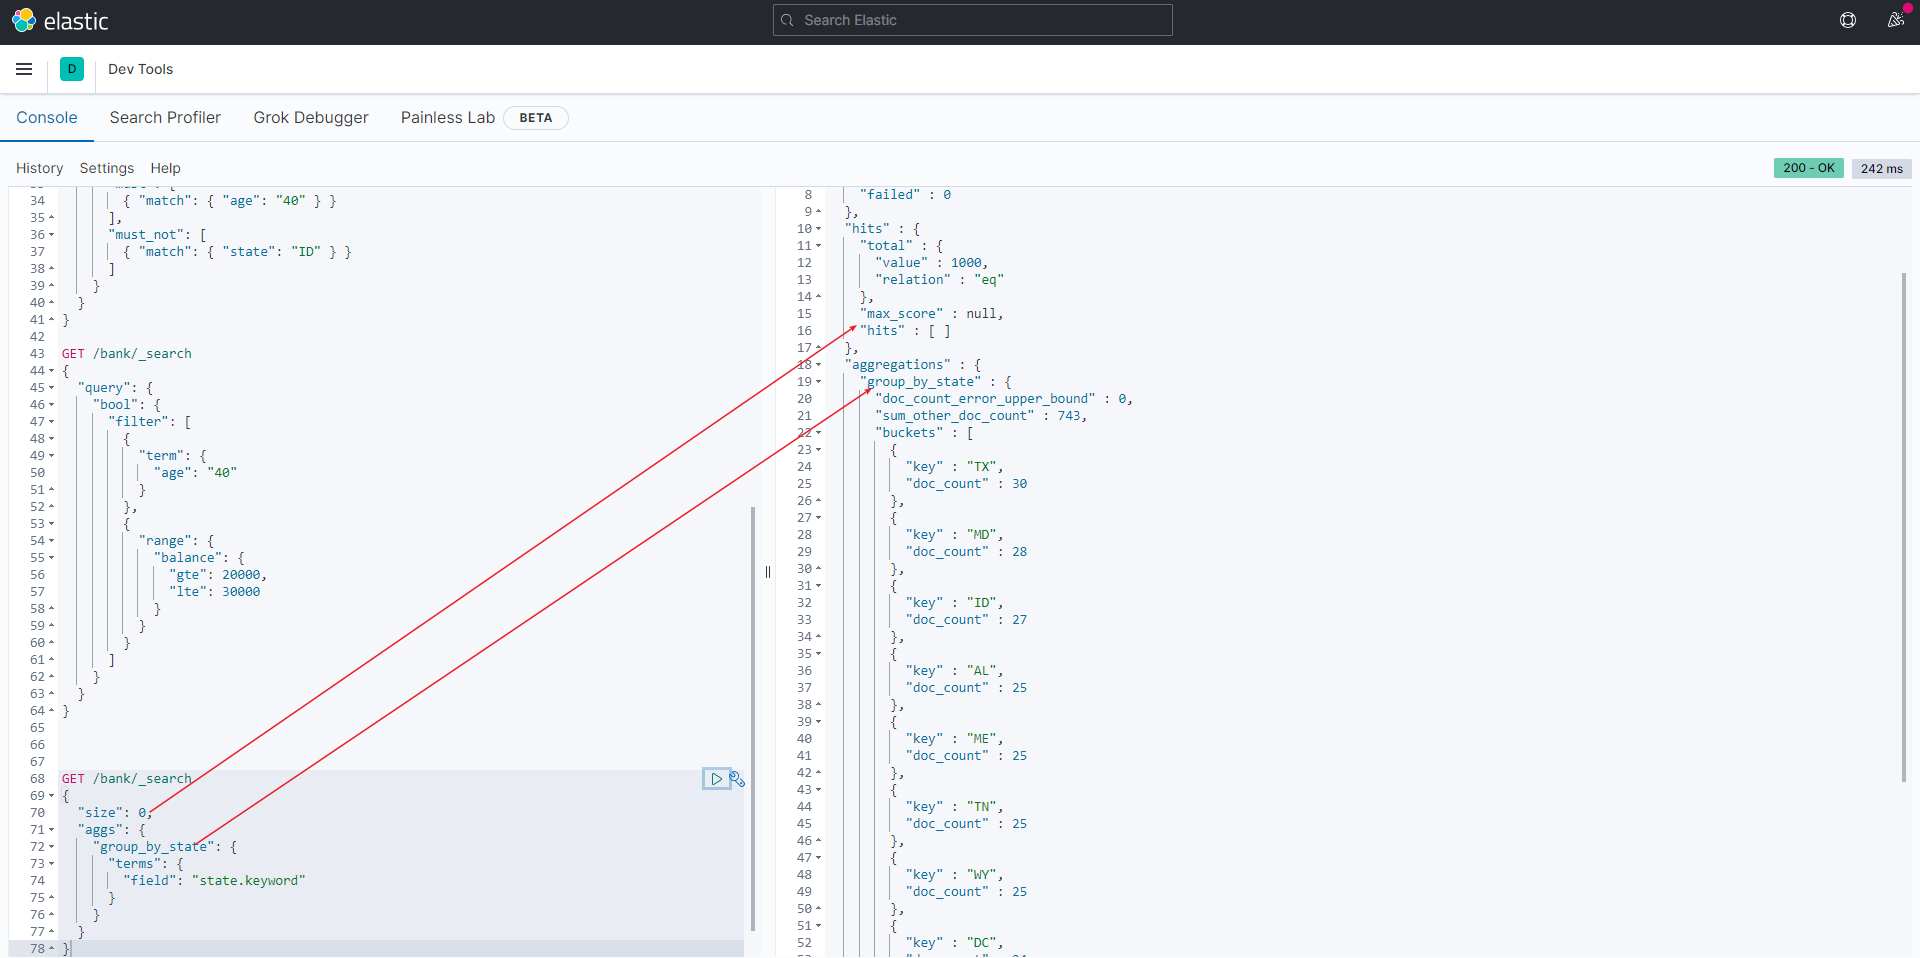 elastic
Search Elastic
D
Dev Tools
Console
Search Profiler
Grok Debugger
Painless Lab
BETA
History
Settings
Help
200 - OK
242 ms
34 { "match": { "age": "40" } }
35 ],
36 "must_not": [
37 { "match": { "state": "ID" } }
38 ]
39 }
40 }
41 }
42
43 GET /bank/_search
44 {
45 "query": {
46 "bool": {
47 "filter": [
48 {
49 "term": {
50 "age": "40"
51 }
52 },
53 {
54 "range": {
55 "balance": {
56 "gte": 20000,
57 "lte": 30000
58 }
59 }
60 }
61 ]
62 }
63 }
64 }
65
66
67
68 GET /bank/_search
69 {
70 "size": 0,
71 "aggs": {
72 "group_by_state": {
73 "terms": {
74 "field": "state.keyword"
75 }
76 }
77 }
78 }
8 "failed" : 0
9 },
10 "hits" : {
11 "total" : {
12 "value" : 1000,
13 "relation" : "eq"
14 },
15 "max_score" : null,
16 "hits" : [ ]
17 },
18 "aggregations" : {
19 "group_by_state" : {
20 "doc_count_error_upper_bound" : 0,
21 "sum_other_doc_count" : 743,
22 "buckets" : [
23 {
24 "key" : "TX",
25 "doc_count" : 30
26 },
27 {
28 "key" : "MD",
29 "doc_count" : 28
30 },
31 {
32 "key" : "ID",
33 "doc_count" : 27
34 },
35 {
36 "key" : "AL",
37 "doc_count" : 25
38 },
39 {
40 "key" : "ME",
41 "doc_count" : 25
42 },
43 {
44 "key" : "TN",
45 "doc_count" : 25
46 },
47 {
48 "key" : "WY",
49 "doc_count" : 25
50 },
51 {
52 "key" : "DC",